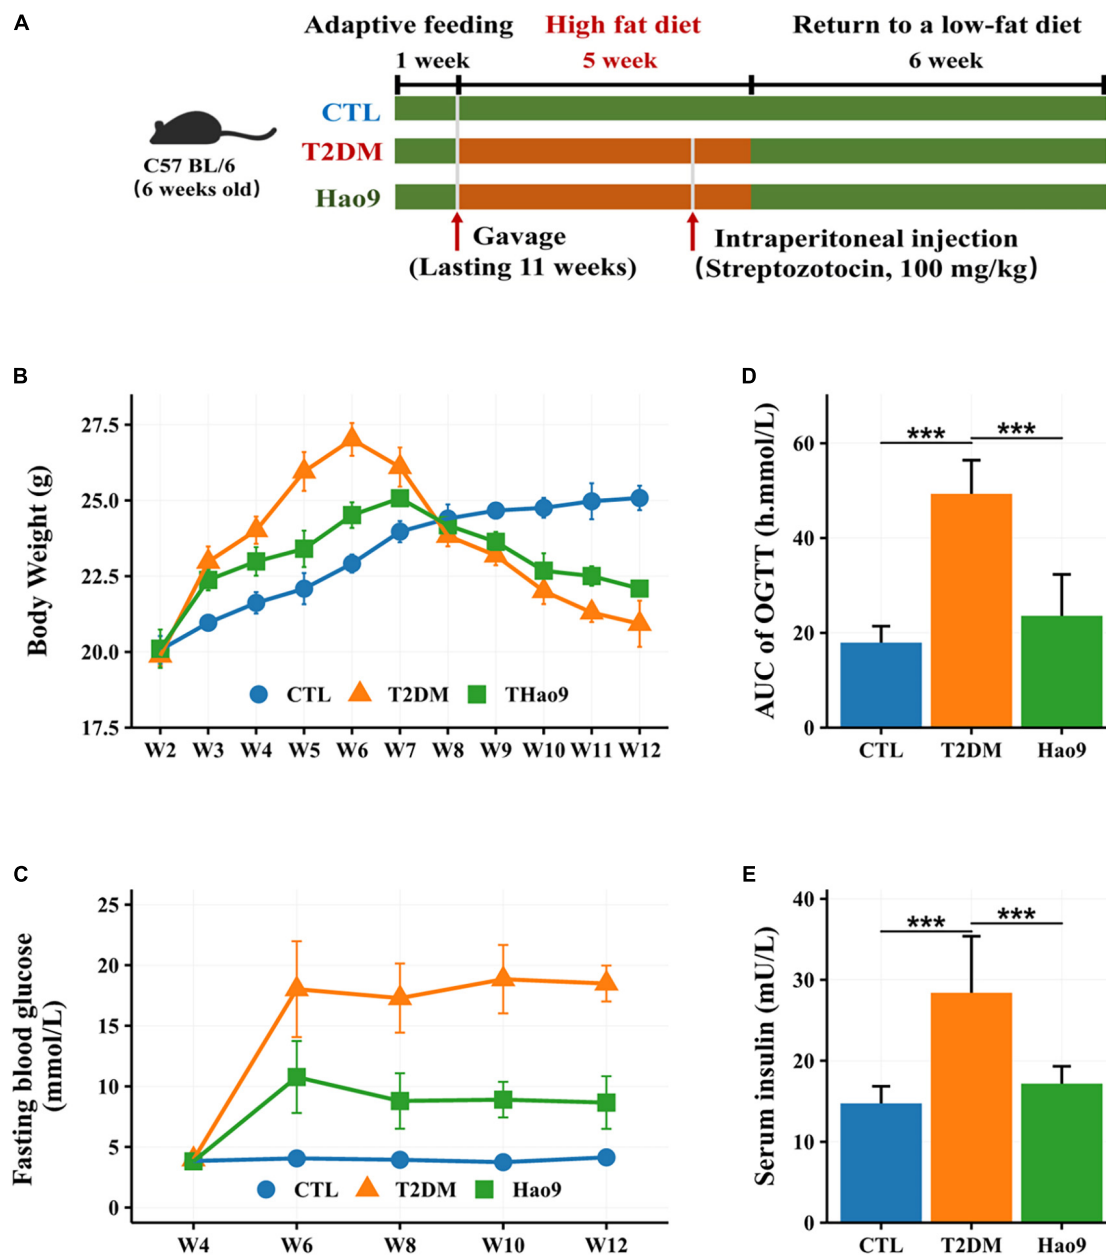 A
Adaptive feeding High fat diet Return to a low-fat diet
1 week 5 week 6 week
CTL
T2DM
Hao9
C57 BL/6
(6 weeks old)
Gavage
(Lasting 11 weeks)
Intraperitoneal injection
(Streptozotocin, 100 mg/kg)
B
Body Weight (g)
27.5
25.0
22.5
20.0
17.5
CTL T2DM THao9
W2 W3 W4 W5 W6 W7 W8 W9 W10 W11 W12
D
AUC of OGTT (h.mmol/L)
60
40
20
0
*** ***
CTL T2DM Hao9
C
Fasting blood glucose
(mmol/L)
25
20
15
10
5
0
CTL T2DM Hao9
W4 W6 W8 W10 W12
E
Serum insulin (mU/L)
40
30
20
10
0
*** ***
CTL T2DM Hao9